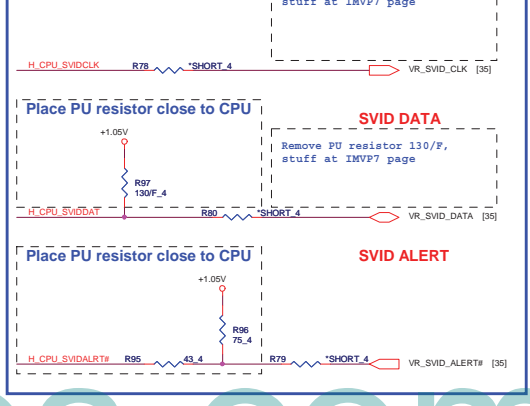 stuff at IMVP7 page
H_CPU_SVIDCLK R78 *SHORT_4 VR_SVID_CLK [35]
Place PU resistor close to CPU
SVID DATA
+1.05V
Remove PU resistor 130/F,
stuff at IMVP7 page
R97
130/F_4
H_CPU_SVIDDAT R80 *SHORT_4 VR_SVID_DATA [35]
Place PU resistor close to CPU
SVID ALERT
+1.05V
R96
75_4
H_CPU_SVIDALRT# R95 43_4 R79 *SHORT_4 VR_SVID_ALERT# [35]